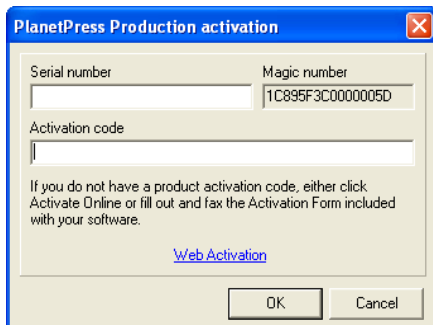 PlanetPress Production activation
Serial number
Magic number
1C895F3C0000005D
Activation code
If you do not have a product activation code, either click
Activate Online or fill out and fax the Activation Form included
with your software.
Web Activation
OK
Cancel